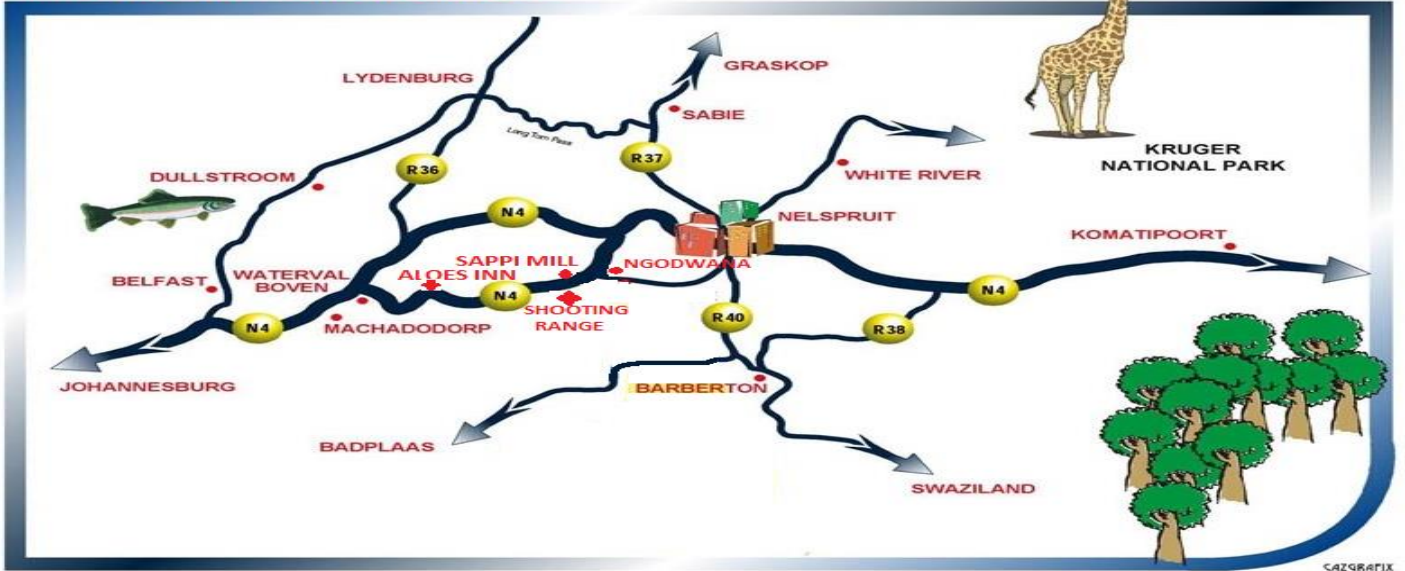 GRASKOP
LYDENBURG
SABIE
Long Tom Pass
KRUGER
NATIONAL PARK
R37
R36
DULLSTROOM
WHITE RIVER
N4
NELSPRUIT
KOMATIPOORT
SAPPI MILL
NGODWANA
BELFAST
WATERVAL
BOVEN
ALOES INN
N4
N4
SHOOTING
RANGE
R40
N4
MACHADODORP
R38
JOHANNESBURG
BARBERTON
BADPLAAS
SWAZILAND
CAZGRAFIX